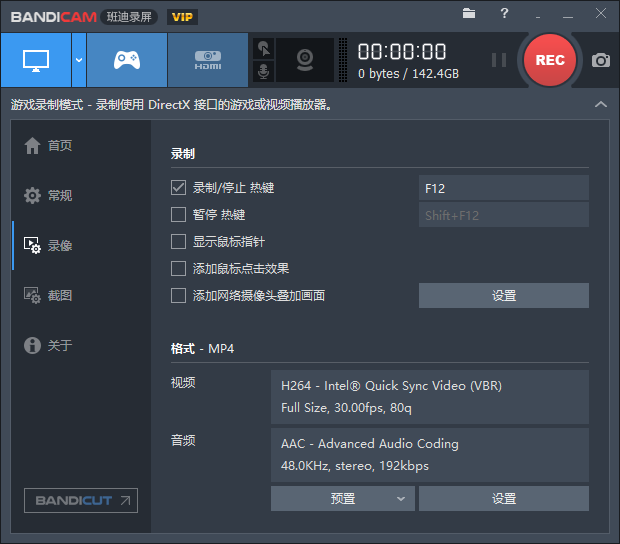 BANDICAM 班迪录屏 VIP
?
HDMI
00:00:00
0 bytes / 142.4GB
REC
游戏录制模式 - 录制使用 DirectX 接口的游戏或视频播放器。
首页
常规
录像
截图
关于
BANDICUT
录制
录制/停止 热键
F12
暂停 热键
Shift+F12
显示鼠标指针
添加鼠标点击效果
添加网络摄像头叠加画面
设置
格式 - MP4
视频
H264 - Intel® Quick Sync Video (VBR)
Full Size, 30.00fps, 80q
音频
AAC - Advanced Audio Coding
48.0KHz, stereo, 192kbps
预置
设置